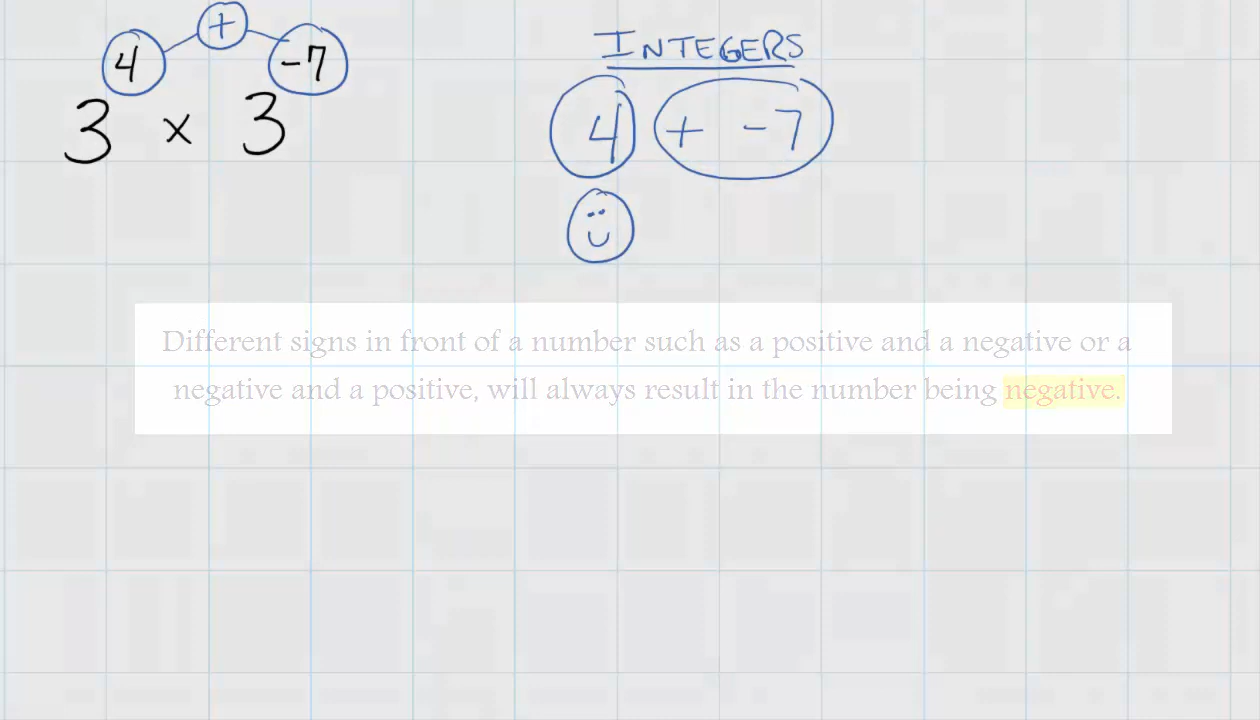 4 + -7
3 x 3
INTEGERS
4 + -7
Different signs in front of a number such as a positive and a negative or a
negative and a positive, will always result in the number being negative.